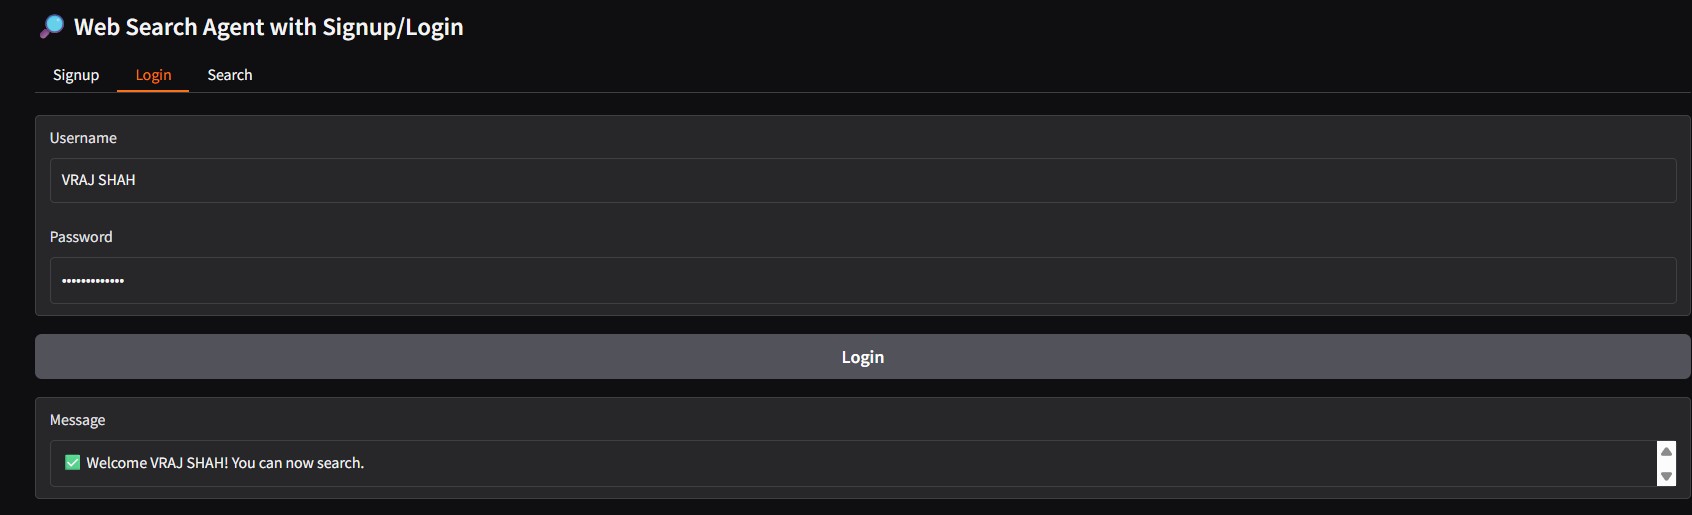 🔎 Web Search Agent with Signup/Login
Signup Login Search
Username
VRAJ SHAH
Password
•••••••••••••
Login
Message
✅ Welcome VRAJ SHAH! You can now search.